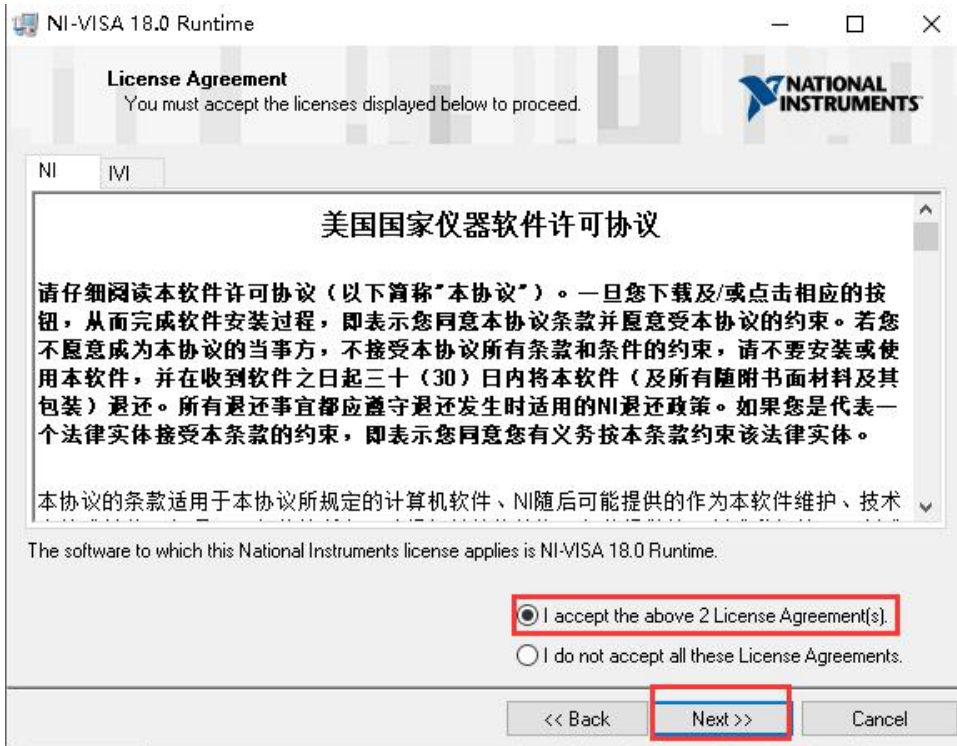 NI-VISA 18.0 Runtime
License Agreement
You must accept the licenses displayed below to proceed.
NATIONAL
INSTRUMENTS
NI
IVI
美国国家仪器软件许可协议
请仔细阅读本软件许可协议（以下简称"本协议"）。一旦您下载及/或点击相应的按
钮，从而完成软件安装过程，即表示您同意本协议条款并愿意受本协议的约束。若您
不愿意成为本协议的当事方，不接受本协议所有条款和条件的约束，请不要安装或使
用本软件，并在收到软件之日起三十（30）日内将本软件（及所有随附书面材料及其
包装）退还。所有退还事宜都应遵守退还发生时适用的NI退还政策。如果您是代表一
个法律实体接受本条款的约束，即表示您同意您有义务按本条款约束该法律实体。
本协议的条款适用于本协议所规定的计算机软件、NI随后可能提供的作为本软件维护、技术
The software to which this National Instruments license applies is NI-VISA 18.0 Runtime.
I accept the above 2 License Agreement(s).
I do not accept all these License Agreements.
<< Back
Next >>
Cancel